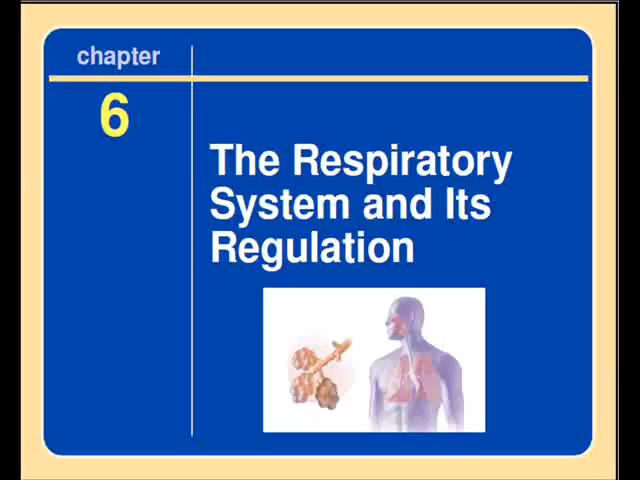 chapter
6
The Respiratory
System and Its
Regulation